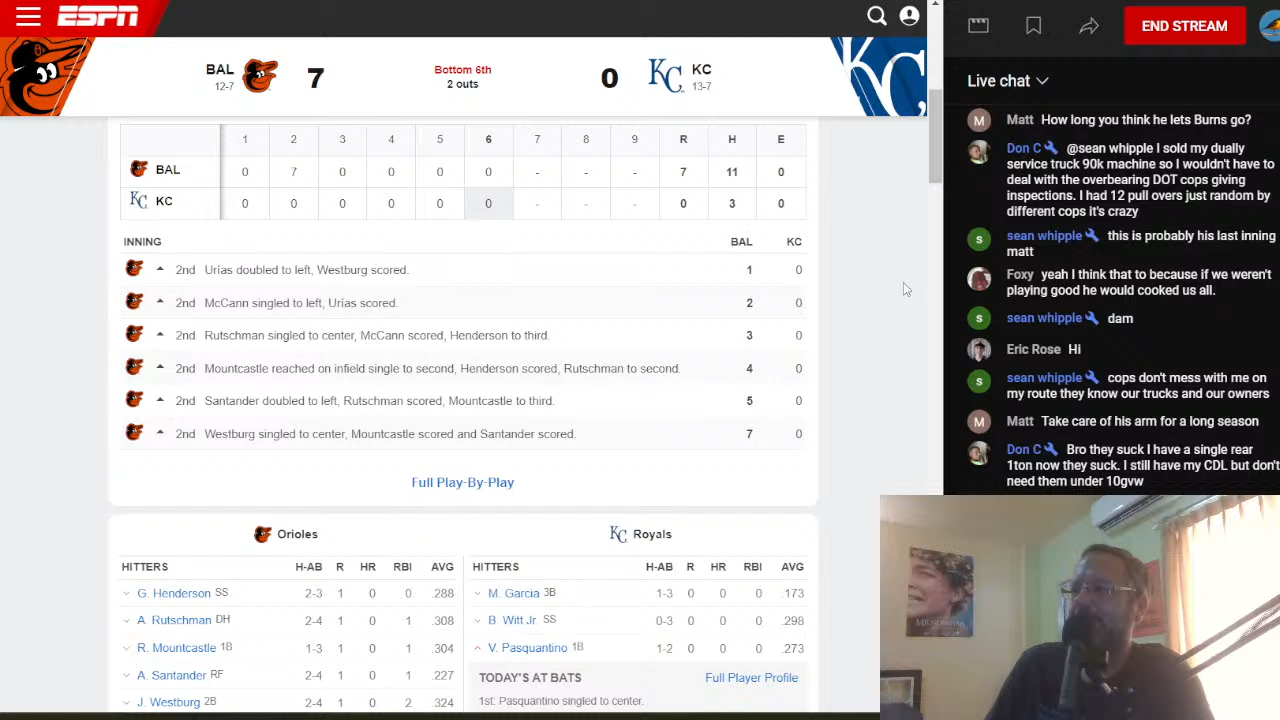 ESPN
END STREAM
BAL
12-7
7
Bottom 6th
2 outs
0
KC
KC
13-7
KC
Live chat
1 2 3 4 5 6 7 8 9 R H E
BAL 0 7 0 0 0 0 - - - 7 11 0
KC KC 0 0 0 0 0 0 - - - 0 3 0
INNING BAL KC
2nd Urías doubled to left, Westburg scored. 1 0
2nd McCann singled to left, Urías scored. 2 0
2nd Rutschman singled to center, McCann scored, Henderson to third. 3 0
2nd Mountcastle reached on infield single to second, Henderson scored, Rutschman to second. 4 0
2nd Santander doubled to left, Rutschman scored, Mountcastle to third. 5 0
2nd Westburg singled to center, Mountcastle scored and Santander scored. 7 0
Full Play-By-Play
Orioles
HITTERS H-AB R HR RBI AVG
G. Henderson SS 2-3 1 0 0 .288
A. Rutschman DH 2-4 1 0 1 .308
R. Mountcastle 1B 1-3 1 0 1 .304
A. Santander RF 2-4 1 0 1 .227
J. Westburg 2B 2-4 1 0 2 .324
KC Royals
HITTERS H-AB R HR RBI AVG
M. Garcia 3B 1-3 0 0 0 .173
B. Witt Jr SS 0-3 0 0 0 .298
V. Pasquantino 1B 1-2 0 0 0 .273
TODAY'S AT BATS Full Player Profile
1st: Pasquantino singled to center.
M Matt How long you think he lets Burns go?
Don C @sean whipple I sold my dually
service truck 90k machine so I wouldn't have to
deal with the overbearing DOT cops giving
inspections. I had 12 pull overs just random by
different cops it's crazy
s sean whipple this is probably his last inning
matt
Foxy yeah I think that to because if we weren't
playing good he would cooked us all.
s sean whipple dam
Eric Rose Hi
s sean whipple cops don't mess with me on
my route they know our trucks and our owners
M Matt Take care of his arm for a long season
Don C Bro they suck I have a single rear
1ton now they suck. I still have my CDL but don't
need them under 10gvw
MIDSOMMAR